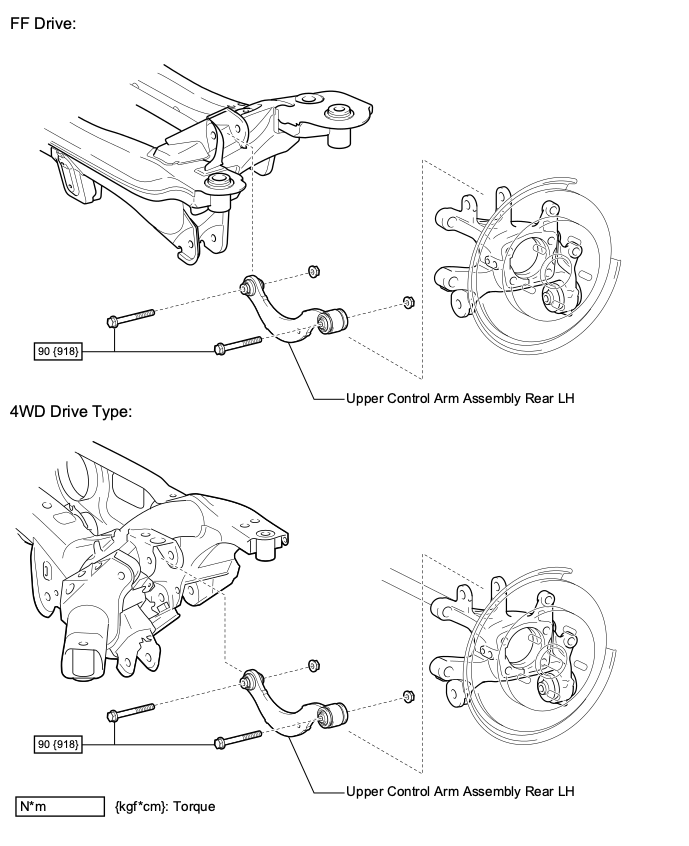 FF Drive:
90 {918}
Upper Control Arm Assembly Rear LH
4WD Drive Type:
90 {918}
Upper Control Arm Assembly Rear LH
N*m {kgf*cm}: Torque